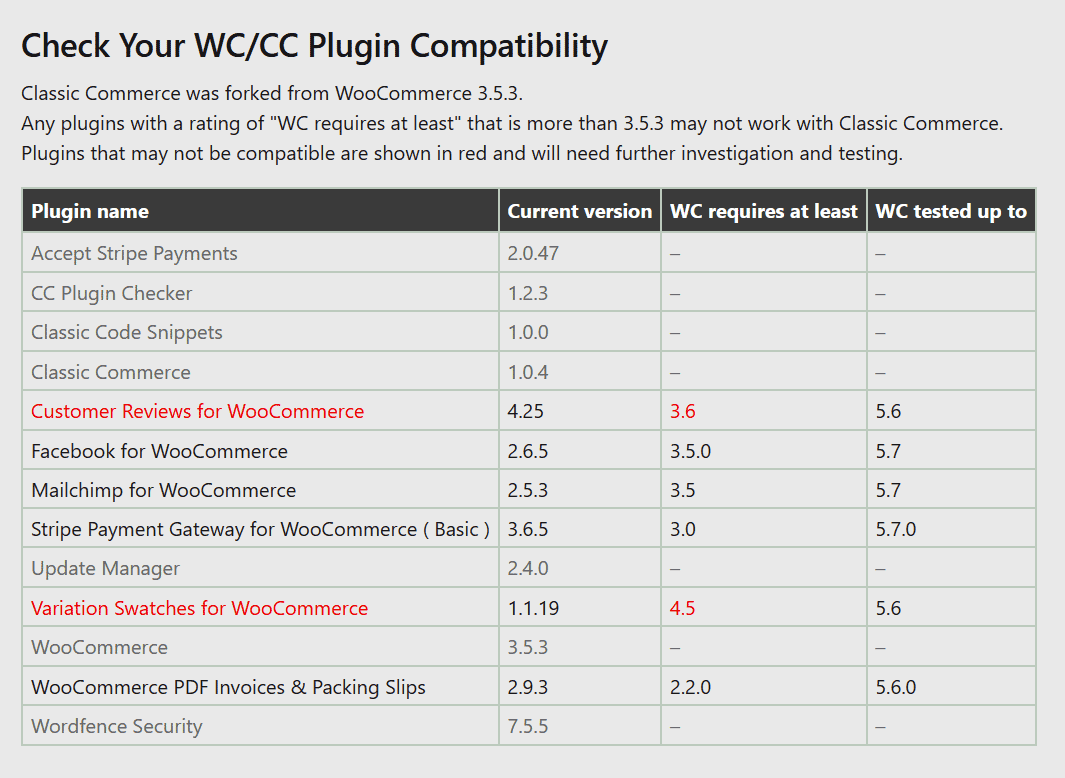 Check Your WC/CC Plugin Compatibility
Classic Commerce was forked from WooCommerce 3.5.3.
Any plugins with a rating of "WC requires at least" that is more than 3.5.3 may not work with Classic Commerce.
Plugins that may not be compatible are shown in red and will need further investigation and testing.
Plugin name Current version WC requires at least WC tested up to
Accept Stripe Payments 2.0.47 – –
CC Plugin Checker 1.2.3 – –
Classic Code Snippets 1.0.0 – –
Classic Commerce 1.0.4 – –
Customer Reviews for WooCommerce 4.25 3.6 5.6
Facebook for WooCommerce 2.6.5 3.5.0 5.7
Mailchimp for WooCommerce 2.5.3 3.5 5.7
Stripe Payment Gateway for WooCommerce ( Basic ) 3.6.5 3.0 5.7.0
Update Manager 2.4.0 – –
Variation Swatches for WooCommerce 1.1.19 4.5 5.6
WooCommerce 3.5.3 – –
WooCommerce PDF Invoices & Packing Slips 2.9.3 2.2.0 5.6.0
Wordfence Security 7.5.5 – –